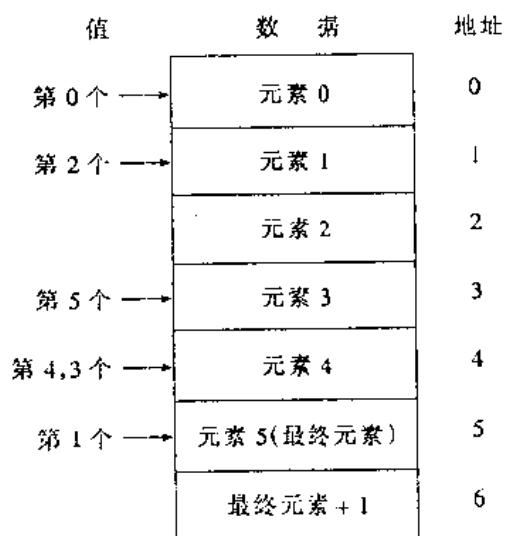 值 数 据 地址
第 0 个 元素 0 0
第 2 个 元素 1 1
元素 2 2
第 5 个 元素 3 3
第 4,3 个 元素 4 4
第 1 个 元素 5(最终元素) 5
最终元素 + 1 6